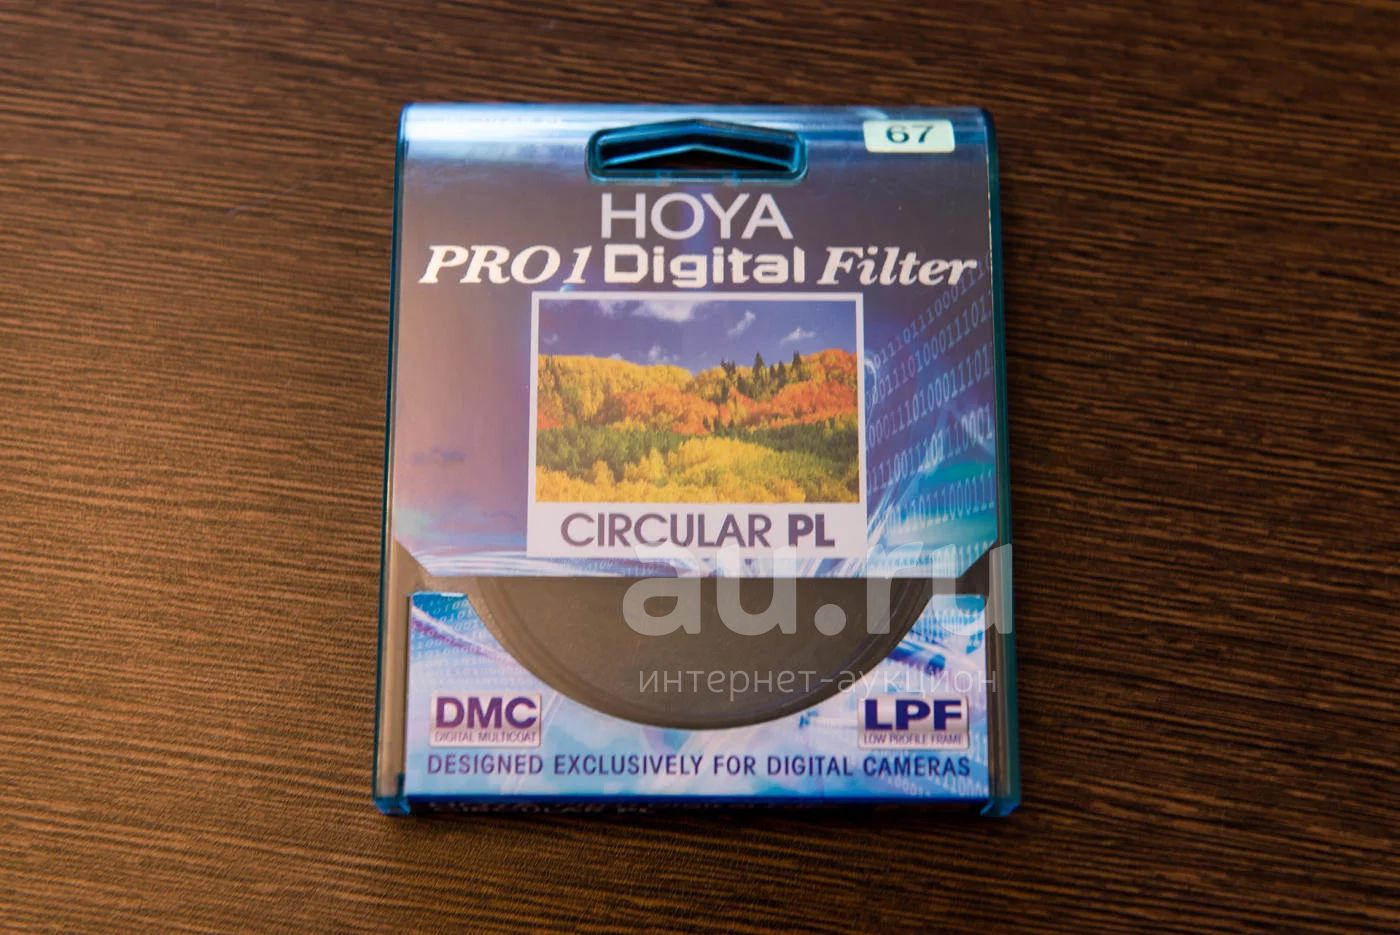 67
HOYA
PRO1 Digital Filter
CIRCULAR PL
au.ru
интернет-аукцион
DMC
DIGITAL MULTICOAT
LPF
LOW PROFILE FRAME
DESIGNED EXCLUSIVELY FOR DIGITAL CAMERAS